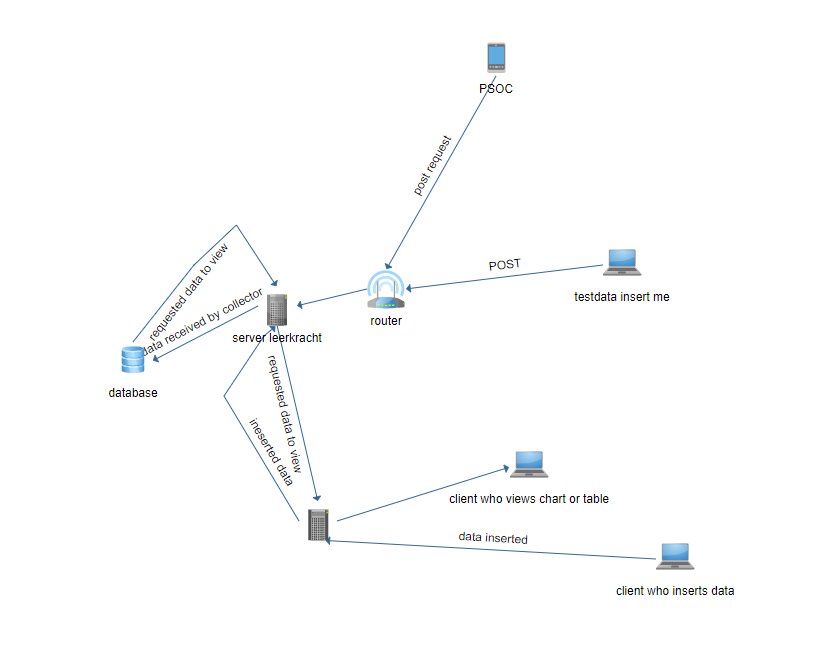 PSOC
post request
POST
testdata insert me
router
requested data to view
data received by collector
server leerkracht
database
requested data to view
ineserted data
client who views chart or table
data inserted
client who inserts data